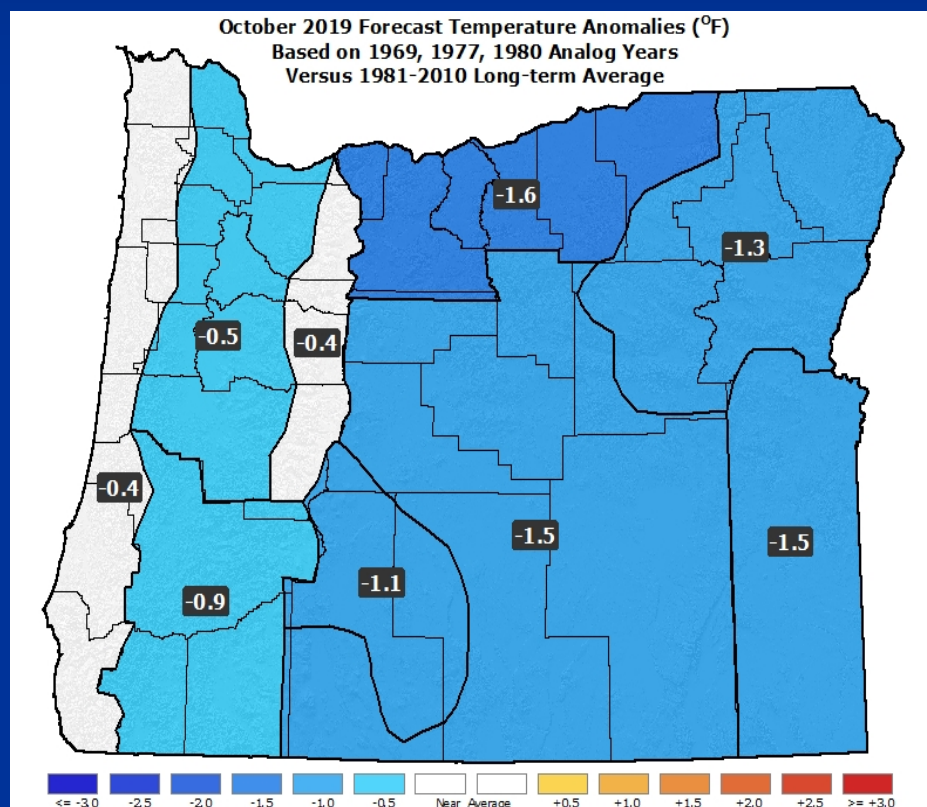 October 2019 Forecast Temperature Anomalies (ºF)
Based on 1969, 1977, 1980 Analog Years
Versus 1981-2010 Long-term Average
-1.6
-1.3
-0.5
-0.4
-0.4
-1.5
-1.5
-1.1
-0.9
<= -3.0 -2.5 -2.0 -1.5 -1.0 -0.5 Near Average +0.5 +1.0 +1.5 +2.0 +2.5 >= +3.0